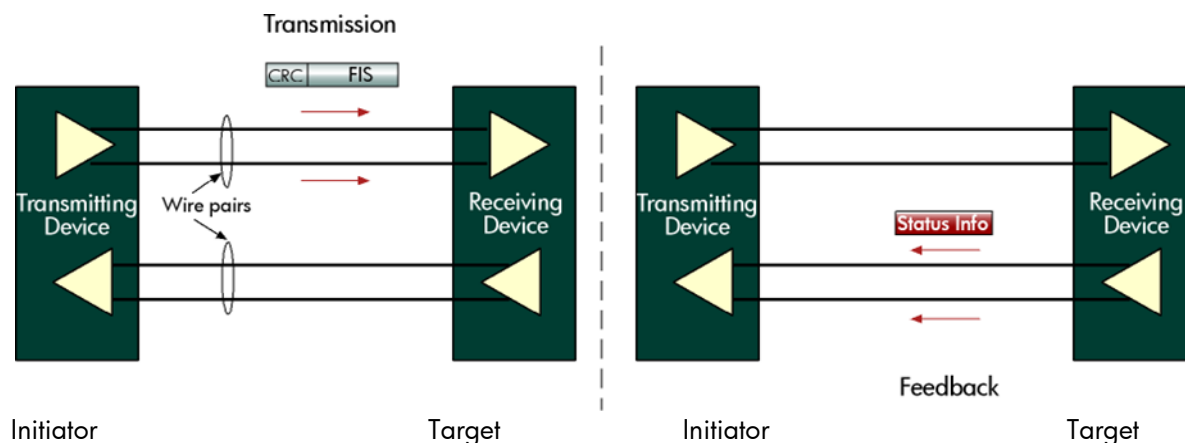 Transmission
CRC FIS
Transmitting
Device
Wire pairs
Receiving
Device
Initiator
Target
Transmitting
Device
Status Info
Receiving
Device
Feedback
Initiator
Target